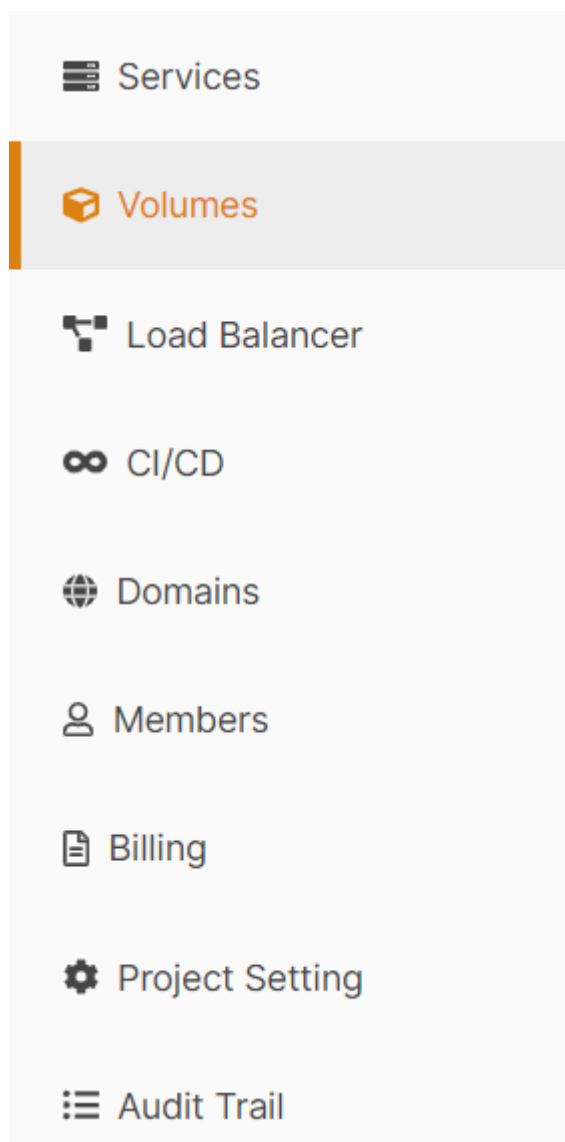 Services
Volumes
Load Balancer
CI/CD
Domains
Members
Billing
Project Setting
Audit Trail